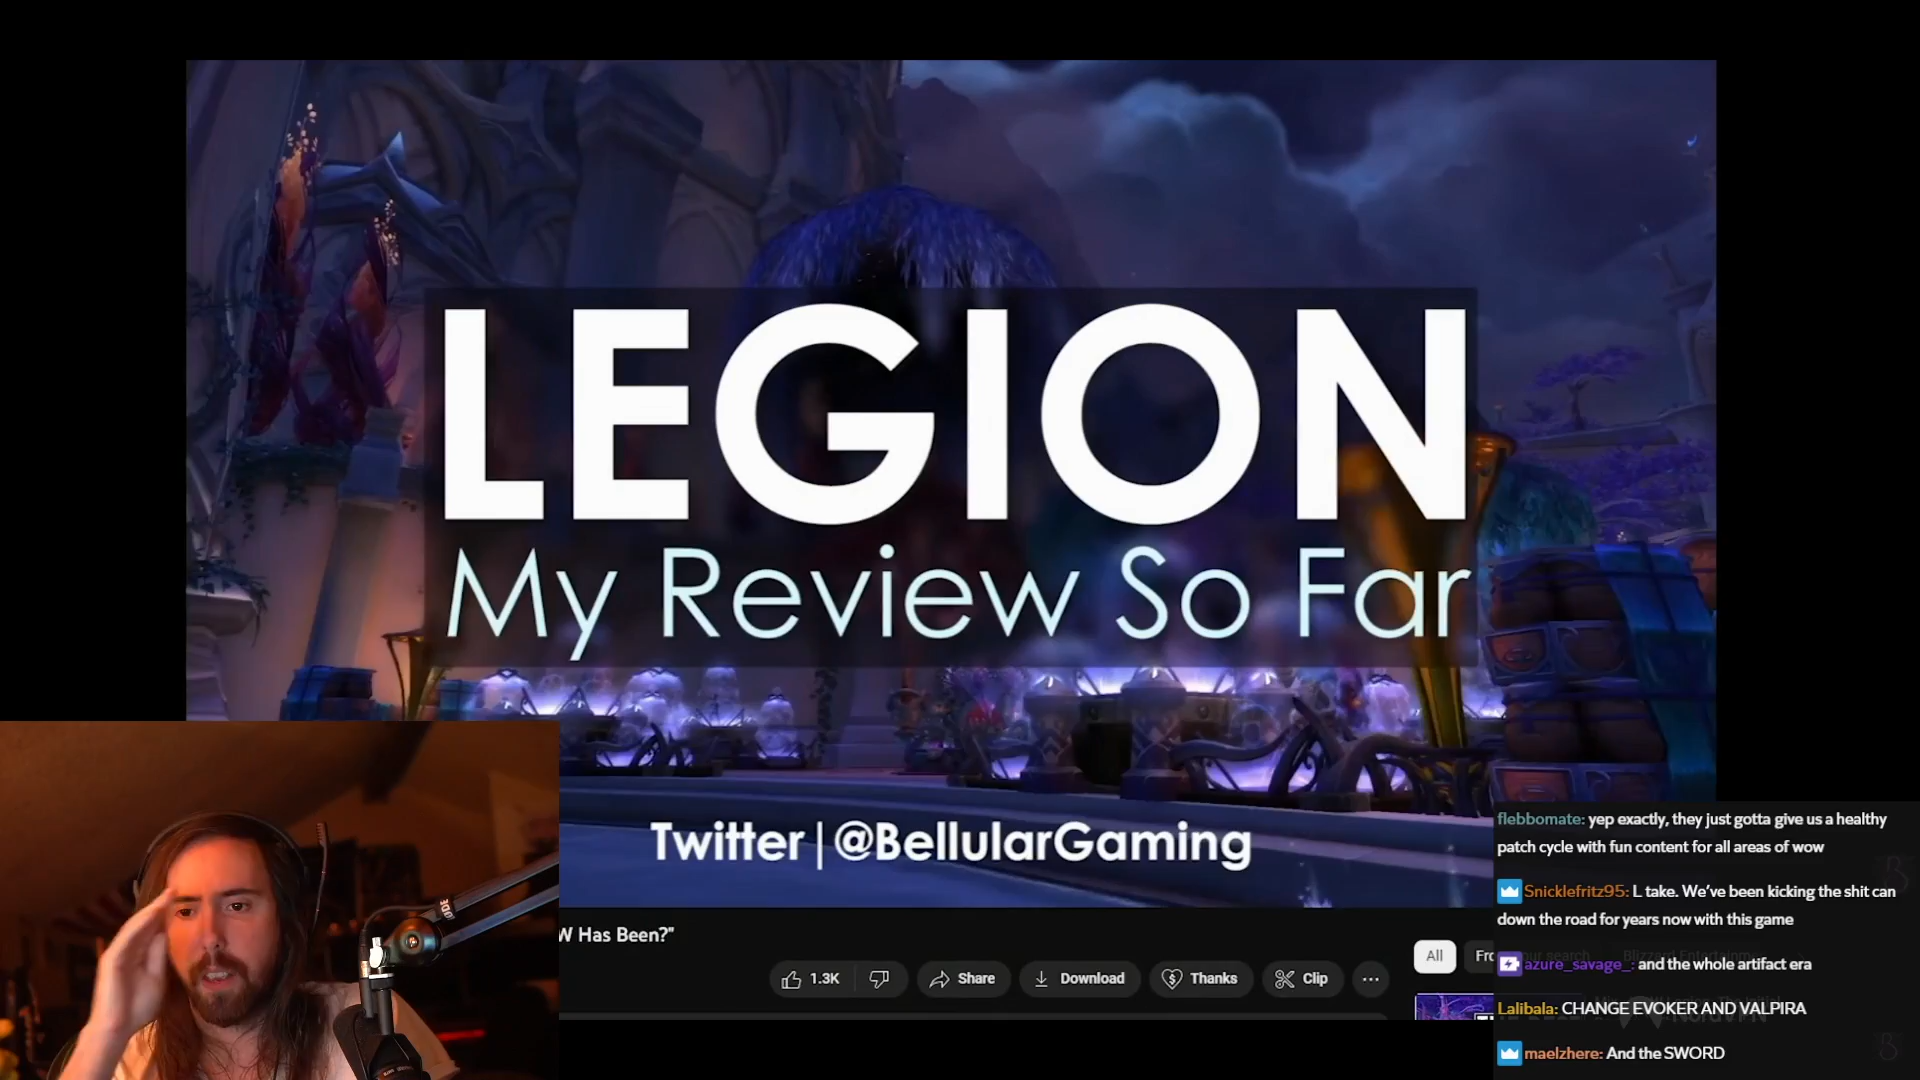 LEGION
My Review So Far
Twitter|@BellularGaming
W Has Been?"
1.3K
Share
Download
Thanks
Clip
All
Fro
flebbomate: yep exactly, they just gotta give us a healthy
patch cycle with fun content for all areas of wow
Snicklefritz95: L take. We've been kicking the shit can
down the road for years now with this game
azure_savage_: and the whole artifact era
Lalibala: CHANGE EVOKER AND VALPIRA
maelzhere: And the SWORD